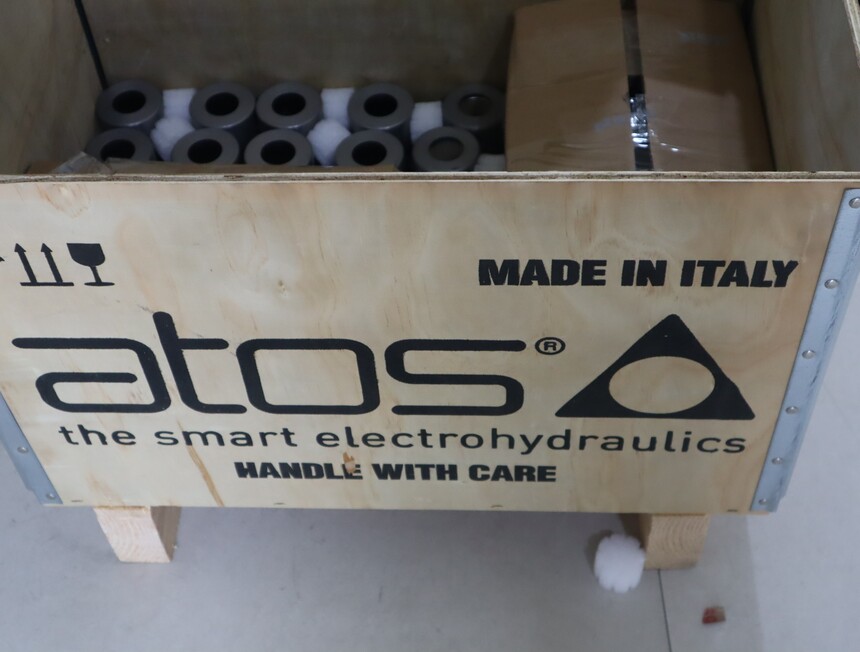 MADE IN ITALY
atos®
the smart electrohydraulics
HANDLE WITH CARE